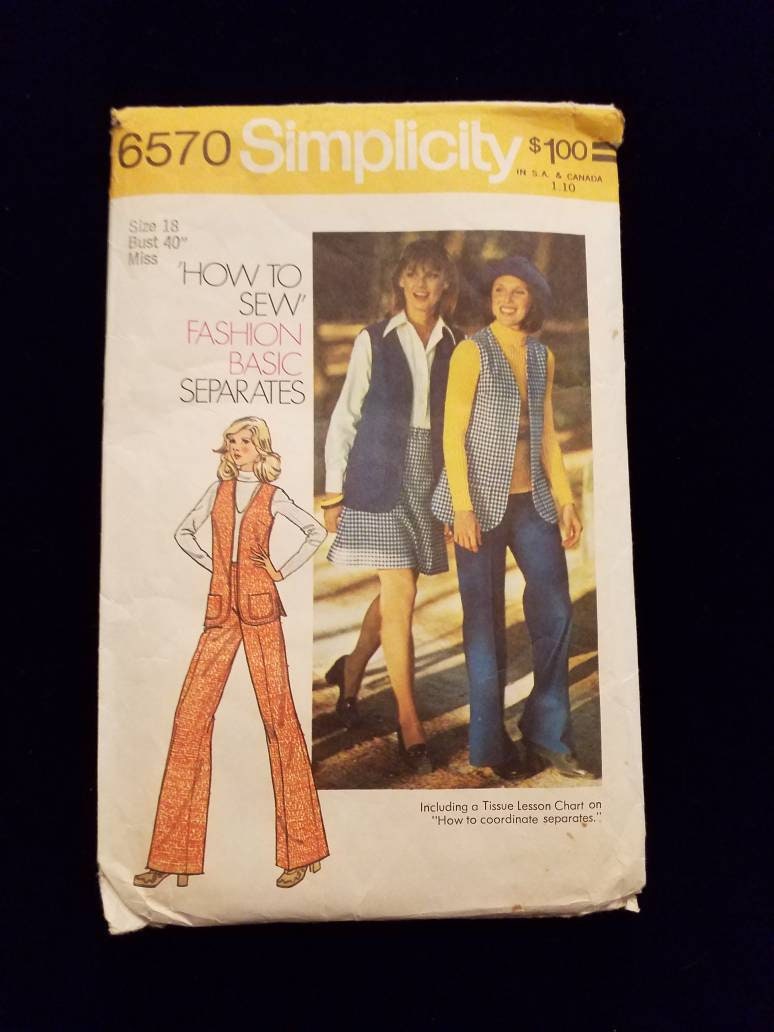 6570 Simplicity $1.00
IN S.A. & CANADA
1.10
Size 18
Bust 40"
Miss
'HOW TO
SEW'
FASHION
BASIC
SEPARATES
Including a Tissue Lesson Chart on
"How to coordinate separates."